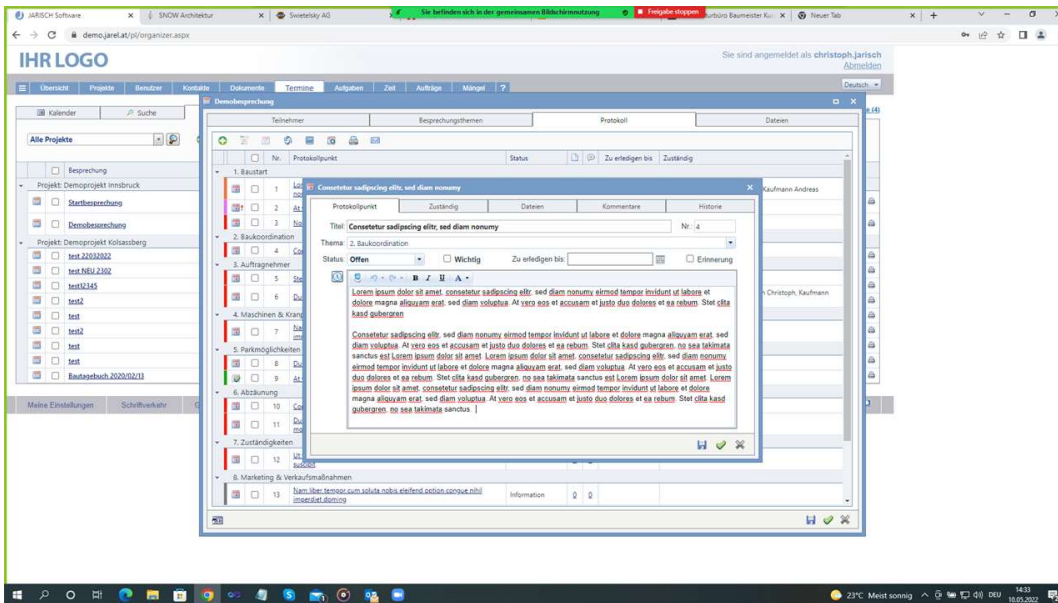 JARISCH Software
SNOW Architektur
Swietelsky AG
Sie befinden sich in der gemeinsamen Bildschirmnutzung
Freigabe stoppen
Neuer Tab
demo.jarel.at/pl/organizer.aspx
IHR LOGO
Sie sind angemeldet als christoph.jarisch
Abmelden
Übersicht Projekte Benutzer Kontakte Dokumente Termine Aufgaben Zeit Aufträge Mängel ?
Deutsch
Kalender Suche
Alle Projekte
Besprechung
Projekt: Demoprojekt Innsbruck
Startbesprechung
Demobesprechung
Projekt: Demoprojekt Kolsassberg
test 22032022
test NEU 2302
test12345
test2
test
test2
test
test
Bautagebuch 2020/02/13
Meine Einstellungen Schriftverkehr
Demobesprechung
Teilnehmer Besprechungsthemen Protokoll Dateien
Nr. Protokollpunkt Status Zu erledigen bis Zuständig
1. Baustart
1
Kaufmann Andreas
2
3
2. Baukoordination
4
3. Auftragnehmer
5
6
Christoph, Kaufmann
4. Maschinen & Kran
7
5. Parkmöglichkeiten
8
9
6. Abzäunung
10
11
7. Zuständigkeiten
12
suscipit
8. Marketing & Verkaufsmaßnahmen
13 Nam liber tempor cum soluta nobis eleifend option congue nihil Information 0 0
imperdiet doming
Consetetur sadipscing elitr, sed diam nonumy
Protokollpunkt Zuständig Dateien Kommentare Historie
Titel: Consetetur sadipscing elitr, sed diam nonumy Nr.: 4
Thema: 2. Baukoordination
Status: Offen Wichtig Zu erledigen bis: Erinnerung
B I U A
Lorem ipsum dolor sit amet, consetetur sadipscing elitr, sed diam nonumy eirmod tempor invidunt ut labore et
dolore magna aliquyam erat, sed diam voluptua. At vero eos et accusam et justo duo dolores et ea rebum. Stet clita
kasd gubergren
Consetetur sadipscing elitr, sed diam nonumy eirmod tempor invidunt ut labore et dolore magna aliquyam erat, sed
diam voluptua. At vero eos et accusam et justo duo dolores et ea rebum. Stet clita kasd gubergren, no sea takimata
sanctus est Lorem ipsum dolor sit amet. Lorem ipsum dolor sit amet, consetetur sadipscing elitr, sed diam nonumy
eirmod tempor invidunt ut labore et dolore magna aliquyam erat, sed diam voluptua. At vero eos et accusam et justo
duo dolores et ea rebum. Stet clita kasd gubergren, no sea takimata sanctus est Lorem ipsum dolor sit amet. Lorem
ipsum dolor sit amet, consetetur sadipscing elitr, sed diam nonumy eirmod tempor invidunt ut labore et dolore
magna aliquyam erat, sed diam voluptua. At vero eos et accusam et justo duo dolores et ea rebum. Stet clita kasd
gubergren, no sea takimata sanctus.
23°C Meist sonnig
DEU
14:33
10.05.2022